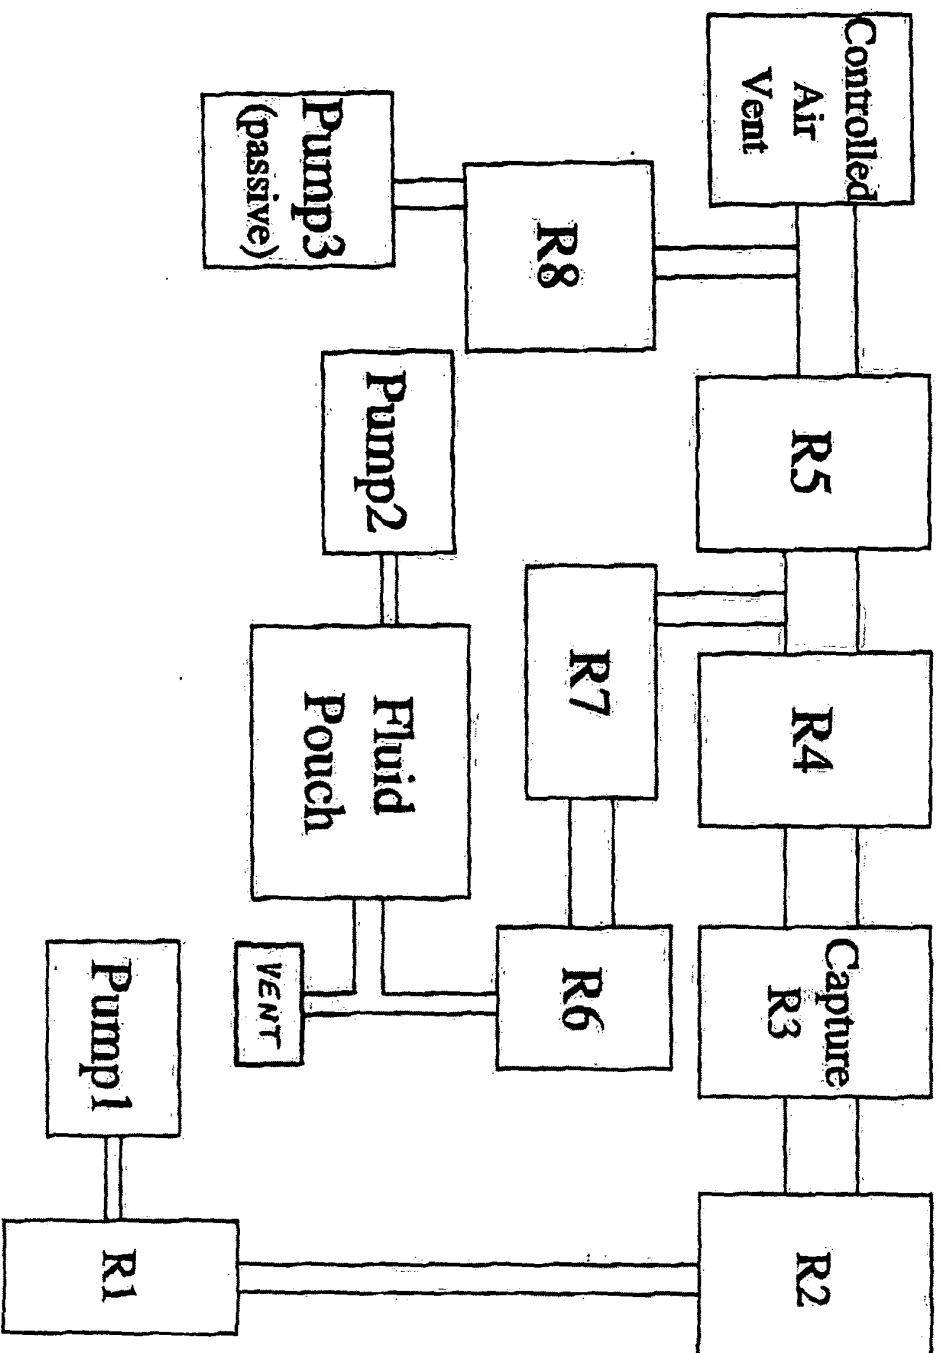 Controlled
Air
Vent
R5
R4
Capture
R3
R2
R8
R7
R6
Pump3
(passive)
Pump2
Fluid
Pouch
VENT
Pump1
R1